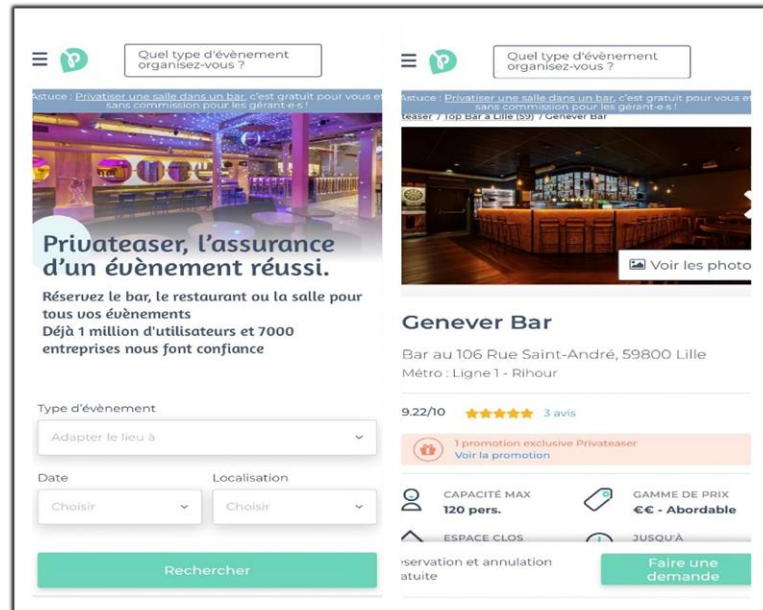 Quel type d'évènement
organisez-vous ?
Astuce : Privatiser une salle dans un bar, c'est gratuit pour vous et
sans commission pour les gérant·e·s !
Privateaser, l'assurance
d'un évènement réussi.
Réservez le bar, le restaurant ou la salle pour
tous vos évènements
Déjà 1 million d'utilisateurs et 7000
entreprises nous font confiance
Type d'évènement
Adapter le lieu à
Date
Localisation
Choisir
Choisir
Rechercher
Quel type d'évènement
organisez-vous ?
Astuce : Privatiser une salle dans un bar, c'est gratuit pour vous et
sans commission pour les gérant·e·s !
teaser / Top Bar à Lille (59) / Genever Bar
Voir les photo
Genever Bar
Bar au 106 Rue Saint-André, 59800 Lille
Métro : Ligne 1 - Rihour
9.22/10 3 avis
1 promotion exclusive Privateaser
Voir la promotion
CAPACITÉ MAX
120 pers.
GAMME DE PRIX
€€ - Abordable
ESPACE CLOS
JUSQU'À
servation et annulation
atuite
Faire une
demande